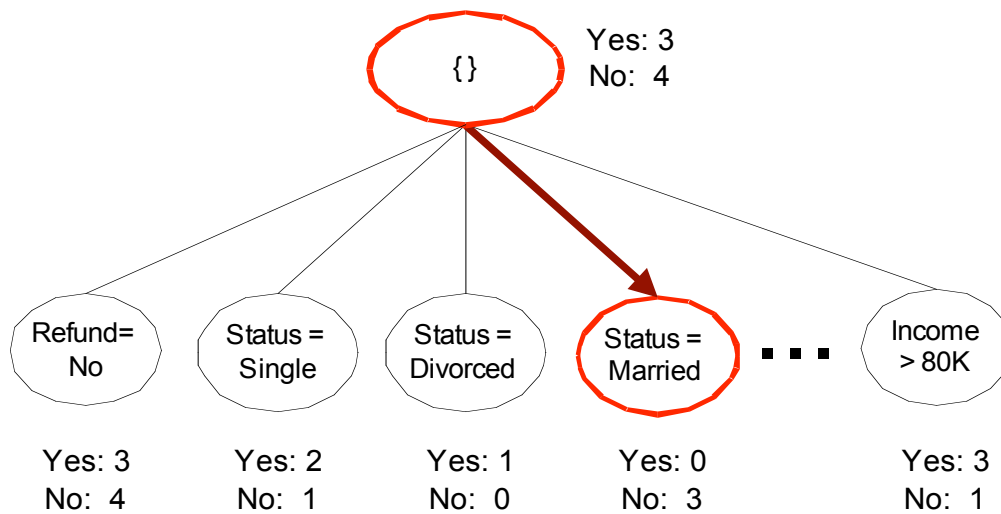 { }
Yes: 3
No: 4
Refund=
No
Status =
Single
Status =
Divorced
Status =
Married
Income
> 80K
Yes: 3
No: 4
Yes: 2
No: 1
Yes: 1
No: 0
Yes: 0
No: 3
Yes: 3
No: 1